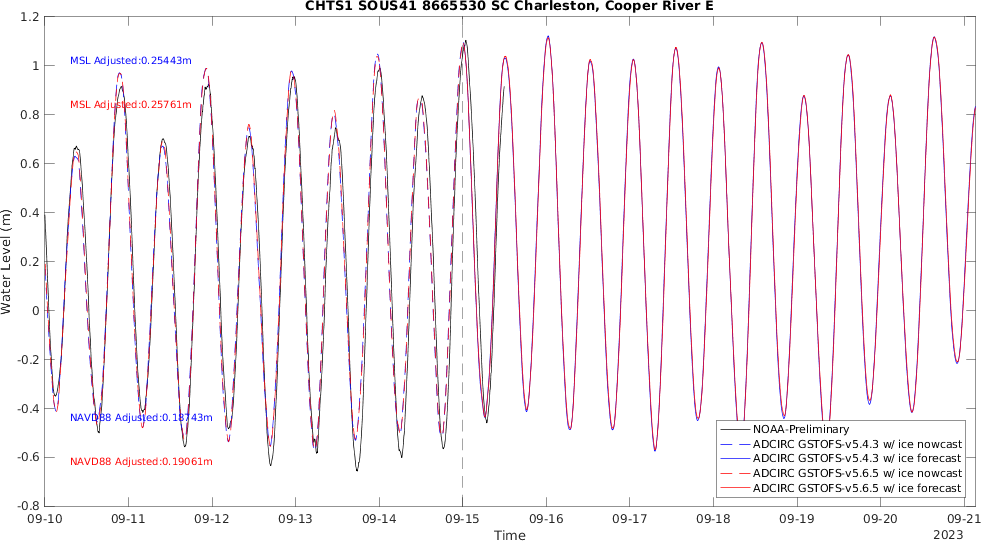 CHTS1 SOUS41 8665530 SC Charleston, Cooper River E
1.2
1
0.8
0.6
0.4
0.2
0
-0.2
-0.4
-0.6
-0.8
Water Level (m)
MSL Adjusted:0.25443m
MSL Adjusted:0.25761m
NAVD88 Adjusted:0.18743m
NAVD88 Adjusted:0.19061m
NOAA-Preliminary
ADCIRC GSTOFS-v5.4.3 w/ ice nowcast
ADCIRC GSTOFS-v5.4.3 w/ ice forecast
ADCIRC GSTOFS-v5.6.5 w/ ice nowcast
ADCIRC GSTOFS-v5.6.5 w/ ice forecast
09-10 09-11 09-12 09-13 09-14 09-15 09-16 09-17 09-18 09-19 09-20 09-21
Time
2023